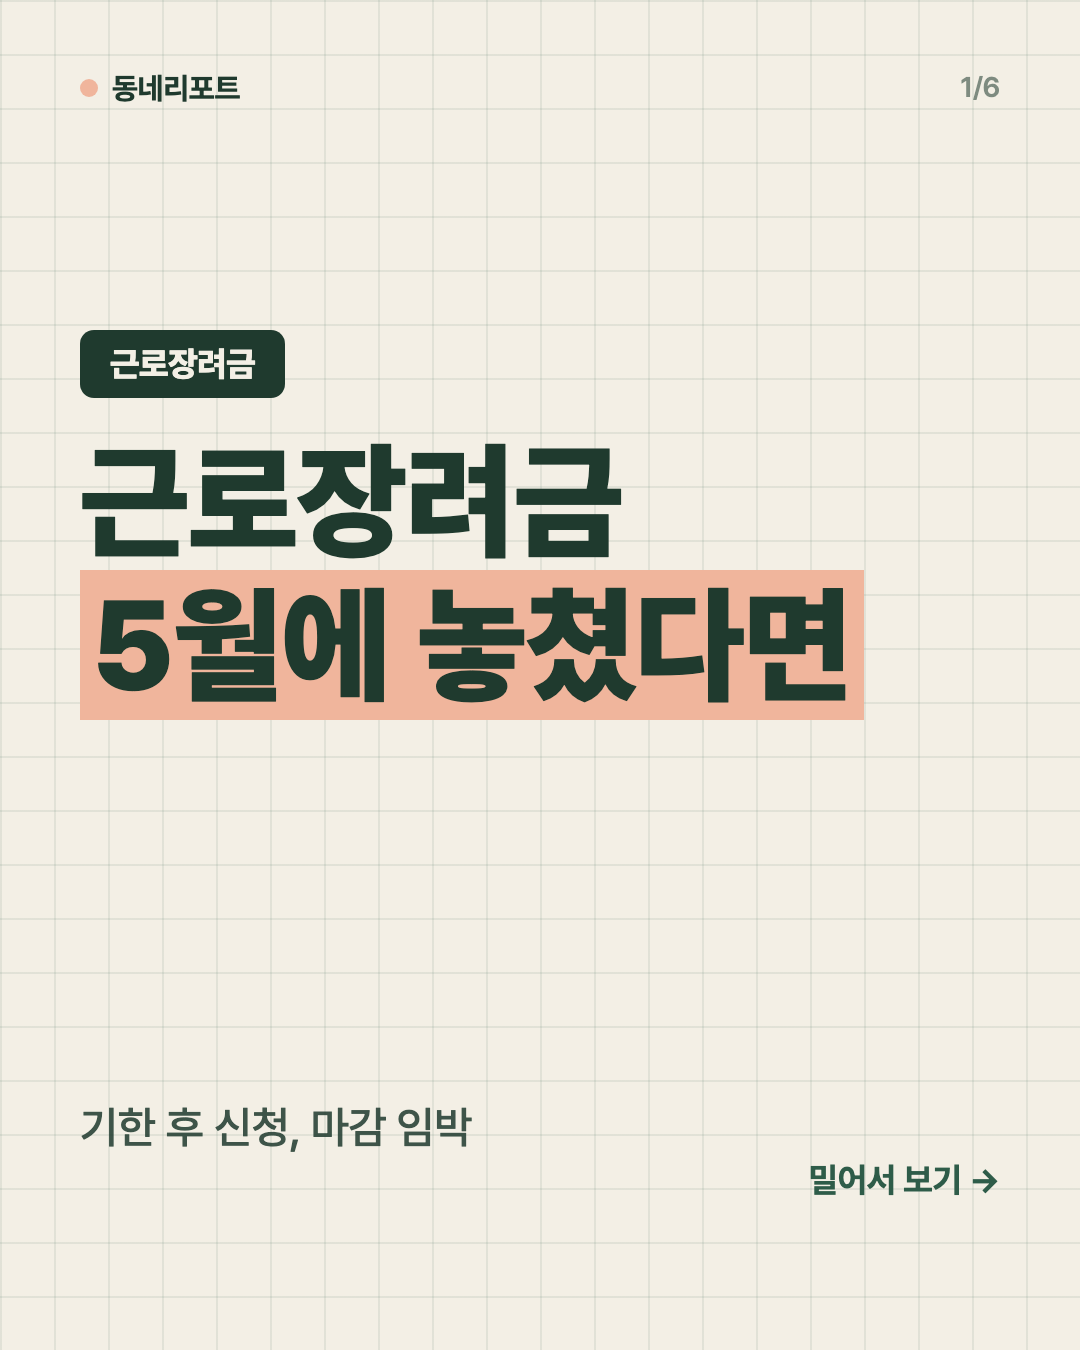 동네리포트
1/6
근로장려금
근로장려금
5월에 놓쳤다면
기한 후 신청, 마감 임박
밀어서 보기 →